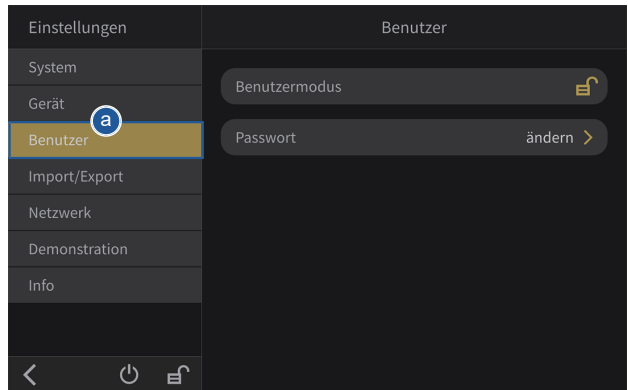 Einstellungen
Benutzer
System
Gerät
a
Benutzer
Import/Export
Netzwerk
Demonstration
Info
Benutzermodus
Passwort ändern